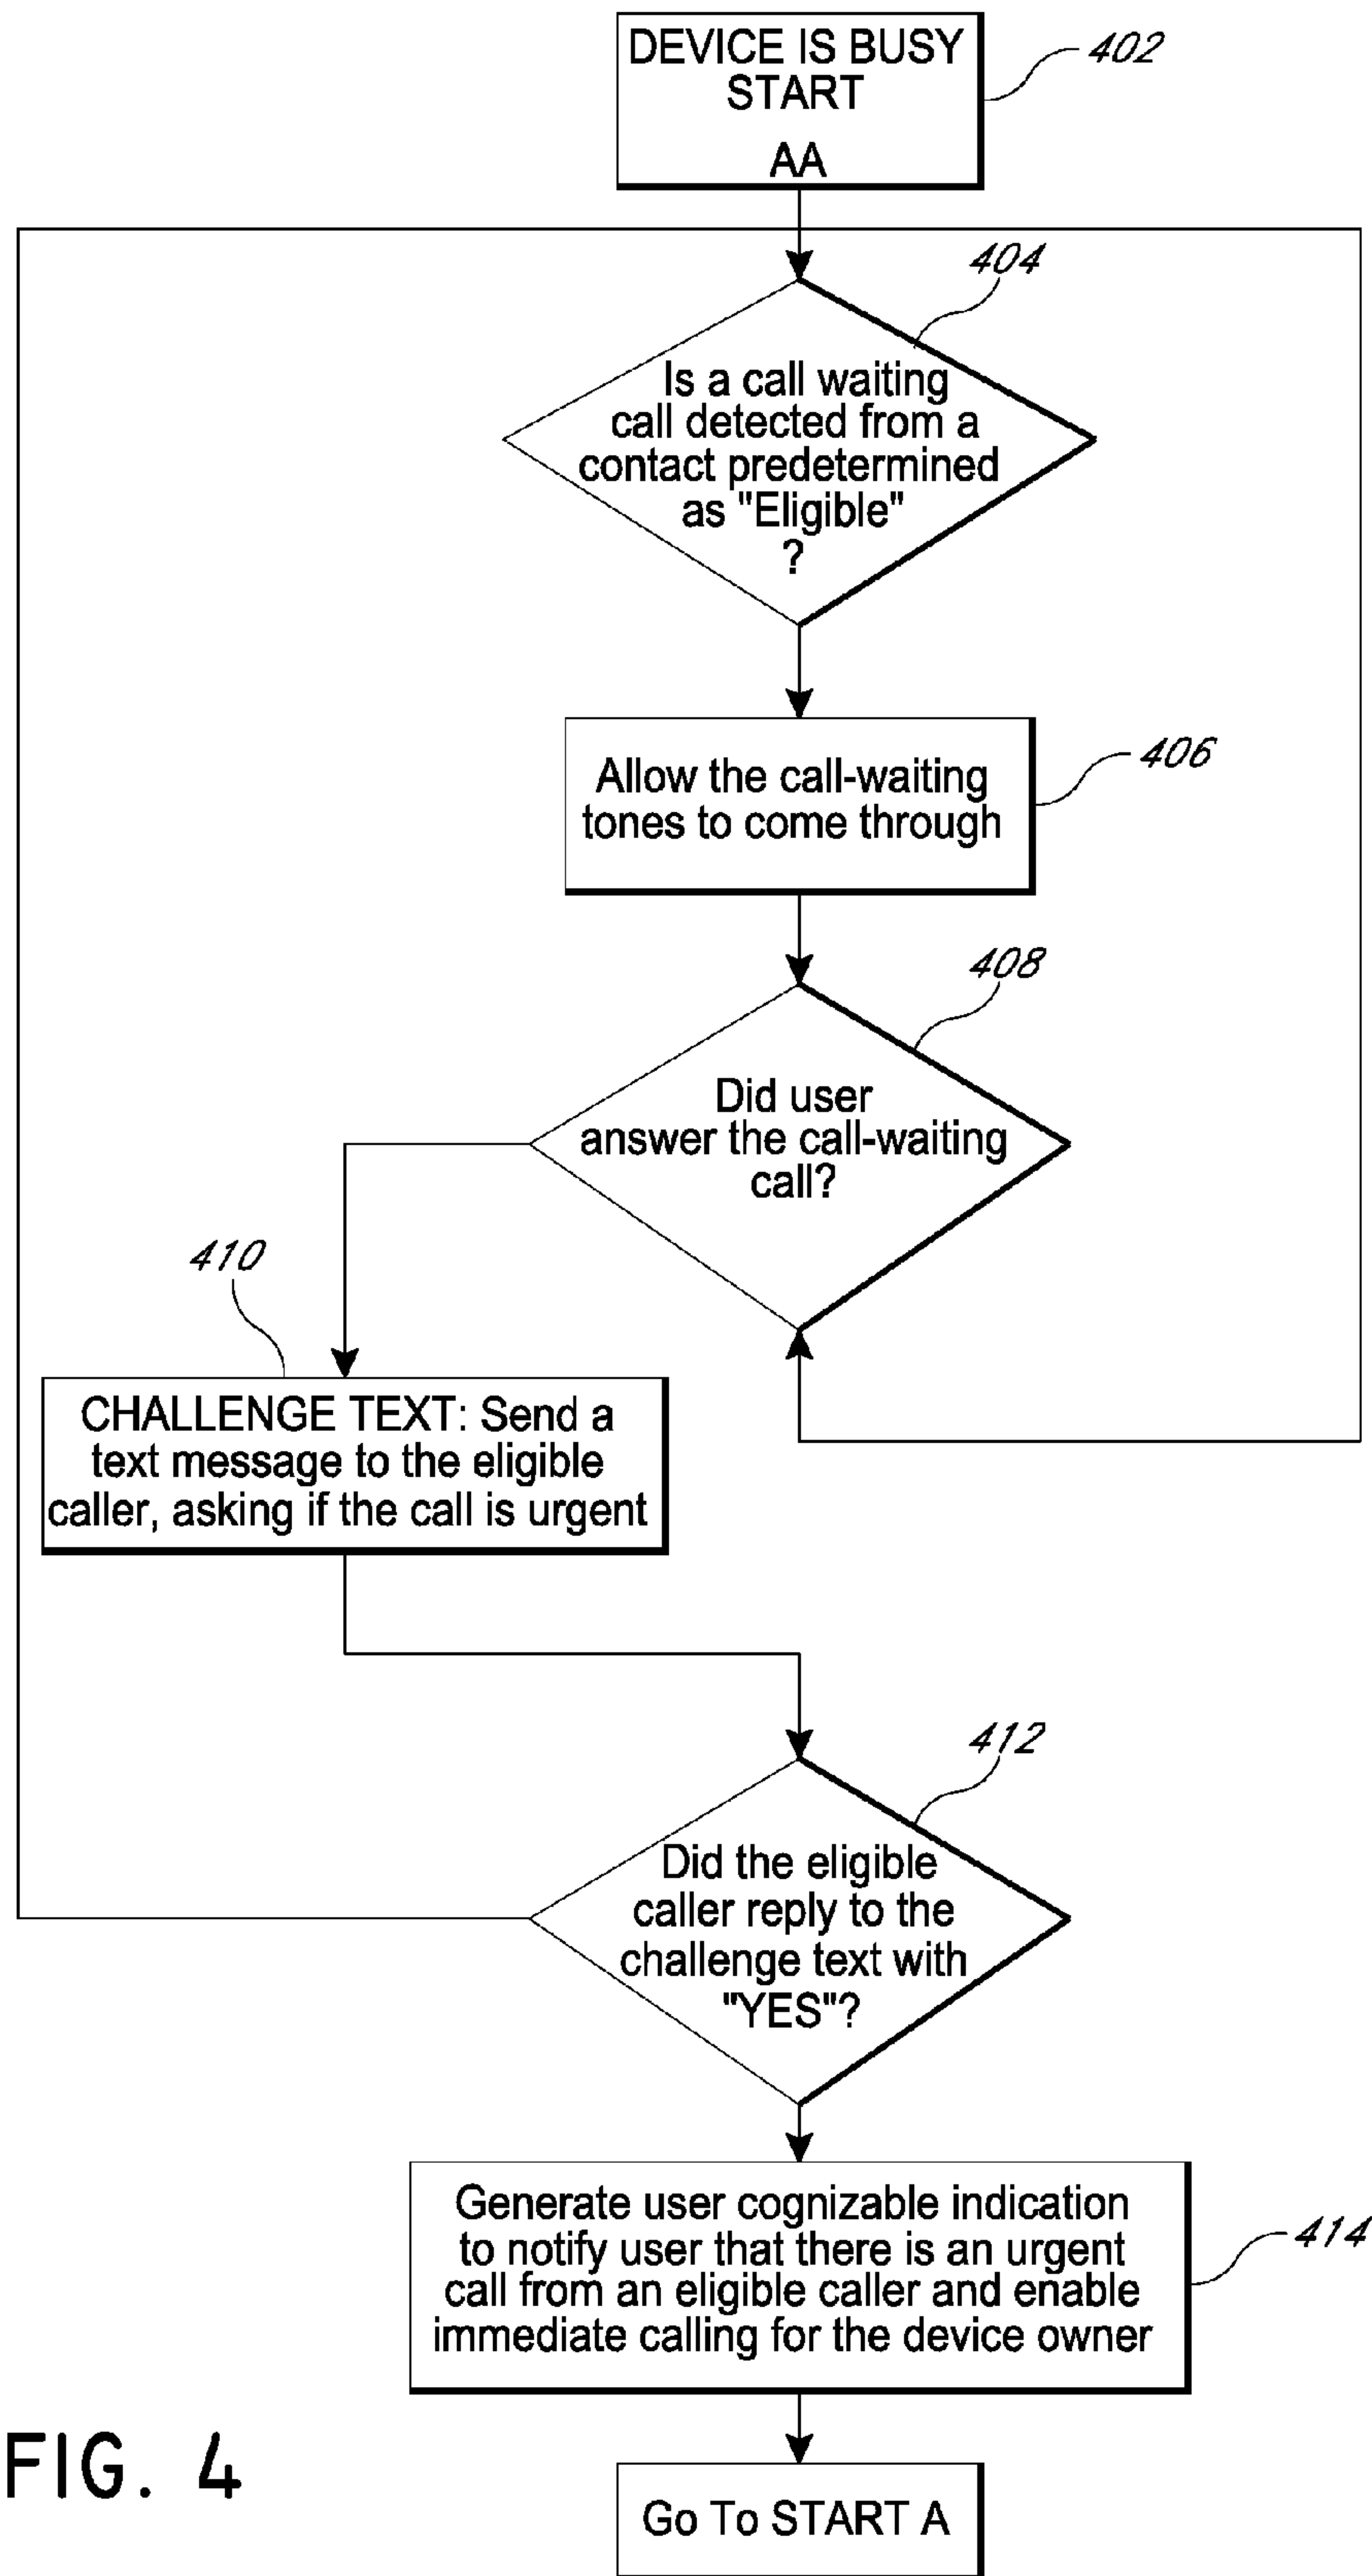 DEVICE IS BUSY
START
AA
402
404
Is a call waiting
call detected from a
contact predetermined
as "Eligible"
?
Allow the call-waiting
tones to come through
406
408
Did user
answer the call-waiting
call?
410
CHALLENGE TEXT: Send a
text message to the eligible
caller, asking if the call is urgent
412
Did the eligible
caller reply to the
challenge text with
"YES"?
Generate user cognizable indication
to notify user that there is an urgent
call from an eligible caller and enable
immediate calling for the device owner
414
FIG. 4
Go To START A